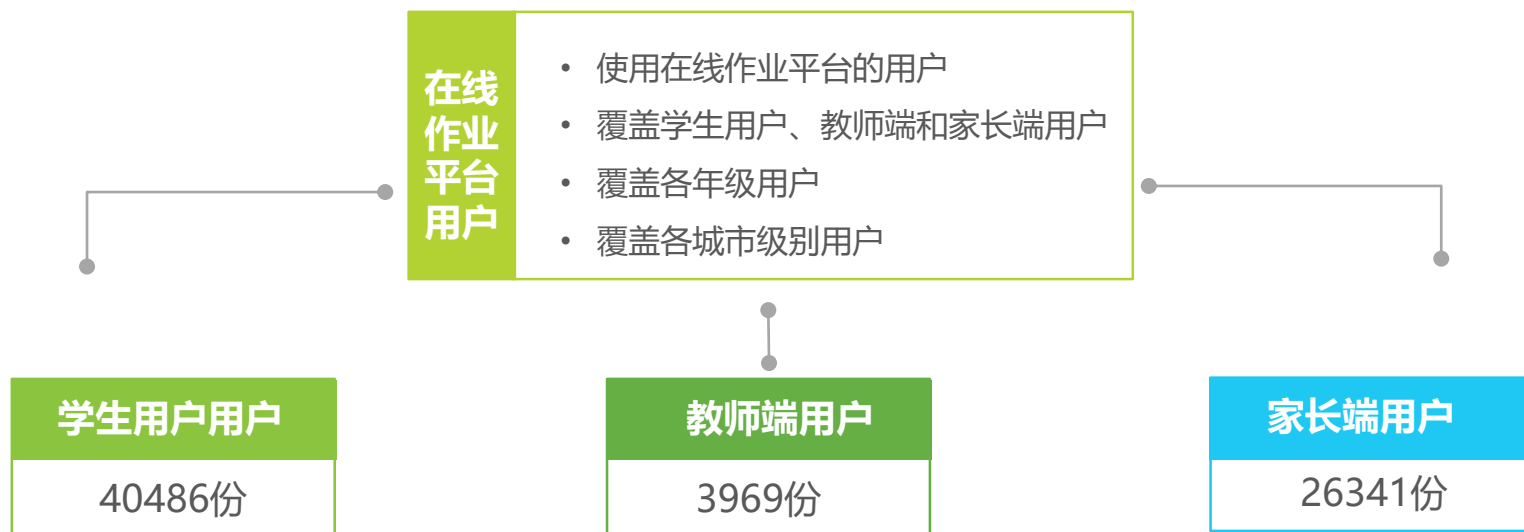 在线
作业
平台
用户
• 使用在线作业平台的用户
• 覆盖学生用户、教师端和家长端用户
• 覆盖各年级用户
• 覆盖各城市级别用户
学生用户用户
40486份
教师端用户
3969份
家长端用户
26341份